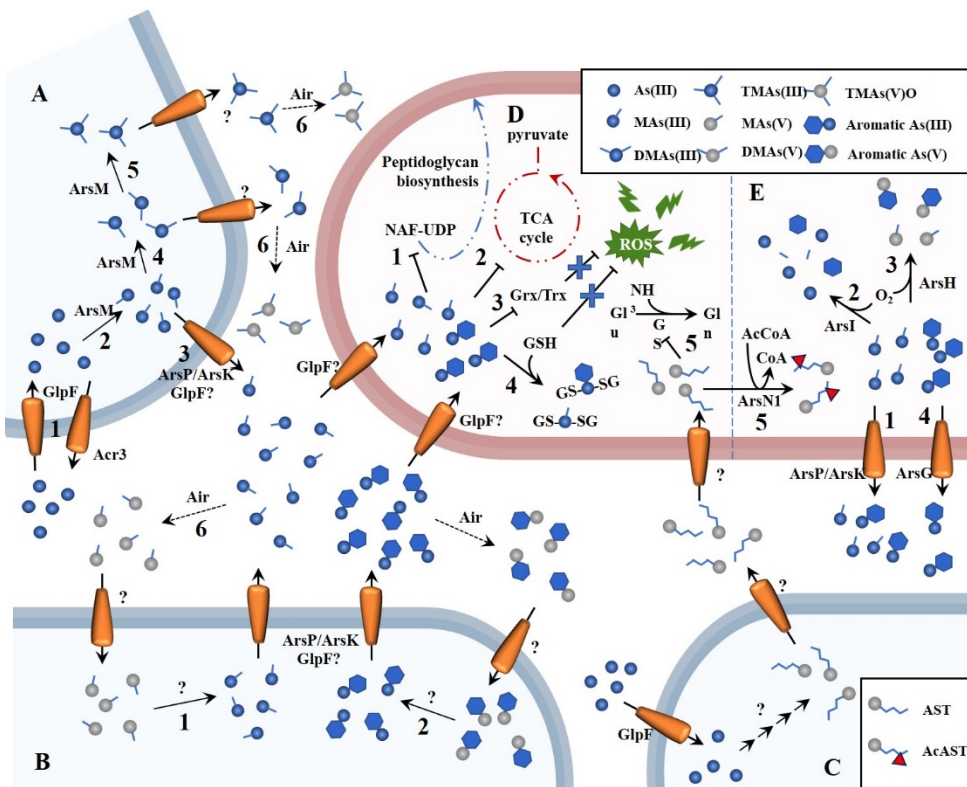 A
?
Air
6
5
ArsM
?
6
Air
ArsM
4
ArsM
2
3
ArsP/ArsK
GlpF?
GlpF
1
Acr3
Air
6
?
D
pyruvate
Peptidoglycan
biosynthesis
TCA
cycle
NAF-UDP
1
2
ROS
3
Grx/Trx
NH
3
Gl
u
G
S
Gl
n
5
GSH
4
GS
SG
GS
SG
GlpF?
GlpF?
Air
?
As(III)
TMAs(III)
TMAs(V)O
MAs(III)
MAs(V)
Aromatic As(III)
DMAs(III)
DMAs(V)
Aromatic As(V)
E
3
ArsH
2
O2
ArsI
AcCoA
CoA
ArsN1
5
1
4
ArsP/ArsK
ArsG
?
ArsP/ArsK
GlpF?
?
1
?
2
B
?
GlpF
?
C
AST
AcAST